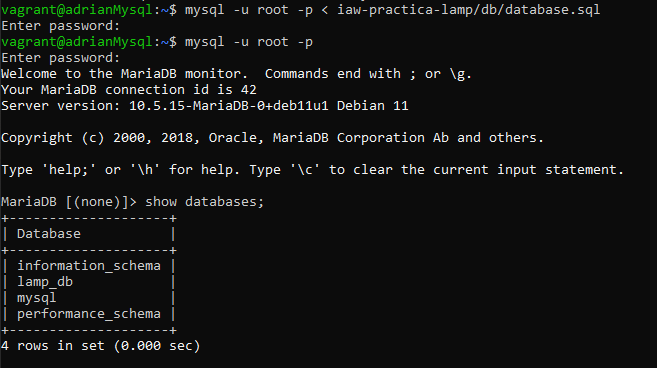 vagrant@adrianMysql:~$ mysql -u root -p < iaw-practica-lamp/db/database.sql
Enter password:
vagrant@adrianMysql:~$ mysql -u root -p
Enter password:
Welcome to the MariaDB monitor.  Commands end with ; or \g.
Your MariaDB connection id is 42
Server version: 10.5.15-MariaDB-0+deb11u1 Debian 11

Copyright (c) 2000, 2018, Oracle, MariaDB Corporation Ab and others.

Type 'help;' or '\h' for help. Type '\c' to clear the current input statement.

MariaDB [(none)]> show databases;
+--------------------+
| Database           |
+--------------------+
| information_schema |
| lamp_db            |
| mysql              |
| performance_schema |
+--------------------+
4 rows in set (0.000 sec)